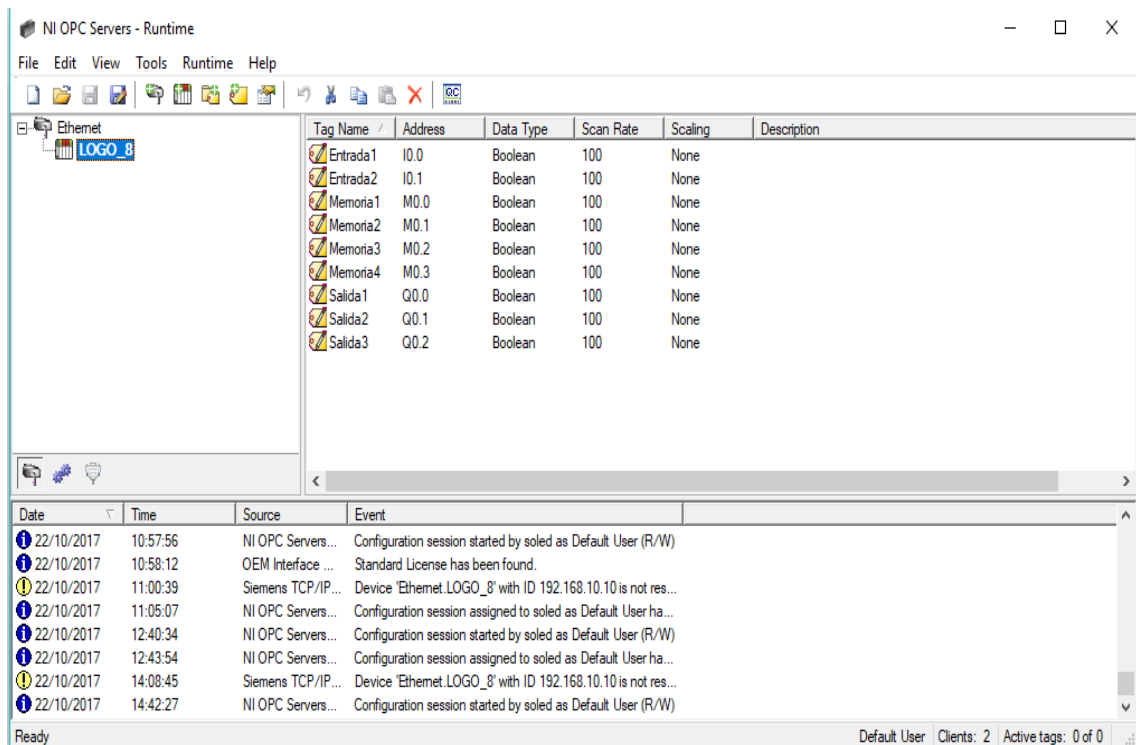 NI OPC Servers - Runtime
File Edit View Tools Runtime Help
QC
Ethernet
LOGO_8
Tag Name Address Data Type Scan Rate Scaling Description
Entrada1 I0.0 Boolean 100 None
Entrada2 I0.1 Boolean 100 None
Memoria1 M0.0 Boolean 100 None
Memoria2 M0.1 Boolean 100 None
Memoria3 M0.2 Boolean 100 None
Memoria4 M0.3 Boolean 100 None
Salida1 Q0.0 Boolean 100 None
Salida2 Q0.1 Boolean 100 None
Salida3 Q0.2 Boolean 100 None
Date Time Source Event
22/10/2017 10:57:56 NI OPC Servers... Configuration session started by soled as Default User (R/W)
22/10/2017 10:58:12 OEM Interface ... Standard License has been found.
22/10/2017 11:00:39 Siemens TCP/IP... Device 'Ethernet.LOGO_8' with ID 192.168.10.10 is not res...
22/10/2017 11:05:07 NI OPC Servers... Configuration session assigned to soled as Default User ha...
22/10/2017 12:40:34 NI OPC Servers... Configuration session started by soled as Default User (R/W)
22/10/2017 12:43:54 NI OPC Servers... Configuration session assigned to soled as Default User ha...
22/10/2017 14:08:45 Siemens TCP/IP... Device 'Ethernet.LOGO_8' with ID 192.168.10.10 is not res...
22/10/2017 14:42:27 NI OPC Servers... Configuration session started by soled as Default User (R/W)
Ready Default User Clients: 2 Active tags: 0 of 0